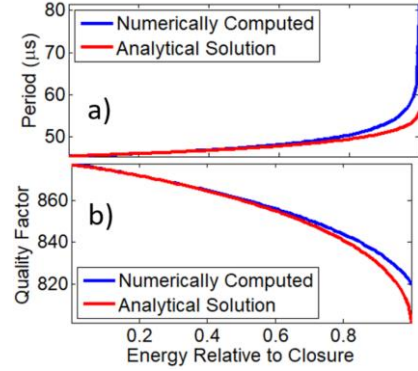 80
70
60
50
Period (μs)
Numerically Computed
Analytical Solution
a)
860
840
820
Quality Factor
b)
Numerically Computed
Analytical Solution
0.2 0.4 0.6 0.8
Energy Relative to Closure